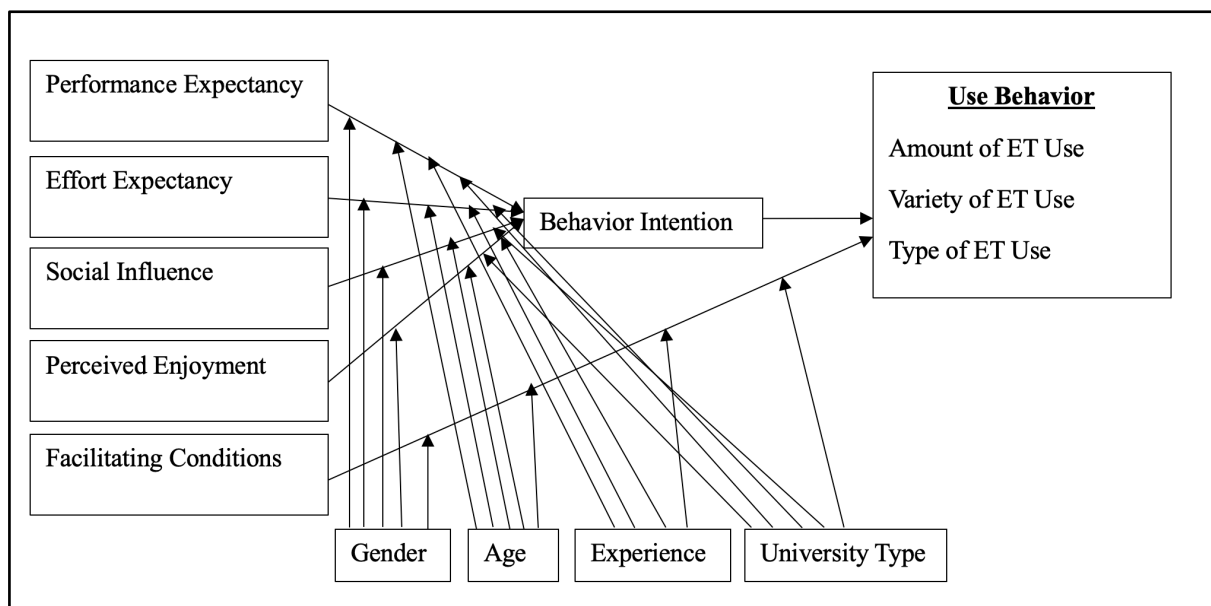 Performance Expectancy
Effort Expectancy
Social Influence
Perceived Enjoyment
Facilitating Conditions
Behavior Intention
Use Behavior
Amount of ET Use
Variety of ET Use
Type of ET Use
Gender
Age
Experience
University Type